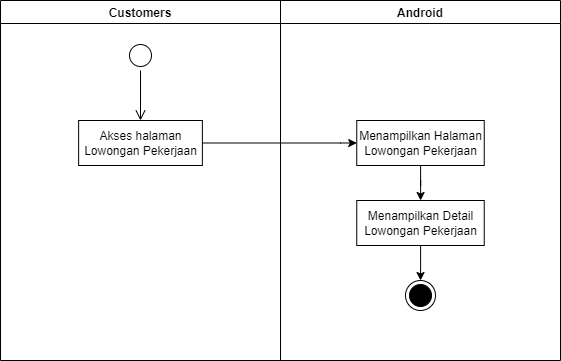 Customers
Android
Akses halaman
Lowongan Pekerjaan
Menampilkan Halaman
Lowongan Pekerjaan
Menampilkan Detail
Lowongan Pekerjaan